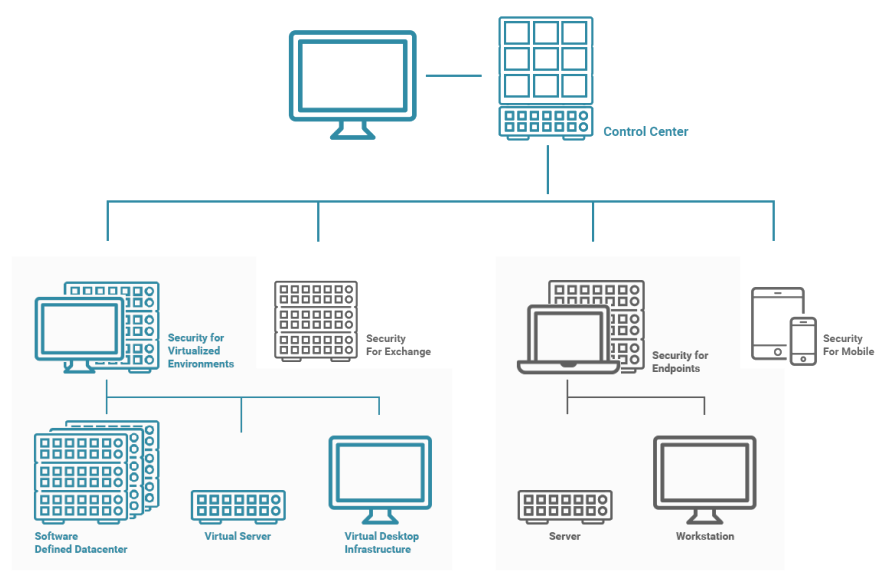 Control Center
Security for
Virtualized
Environments
Security
For Exchange
Security for
Endpoints
Security
For Mobile
Software
Defined Datacenter
Virtual Server
Virtual Desktop
Infrastructure
Server
Workstation